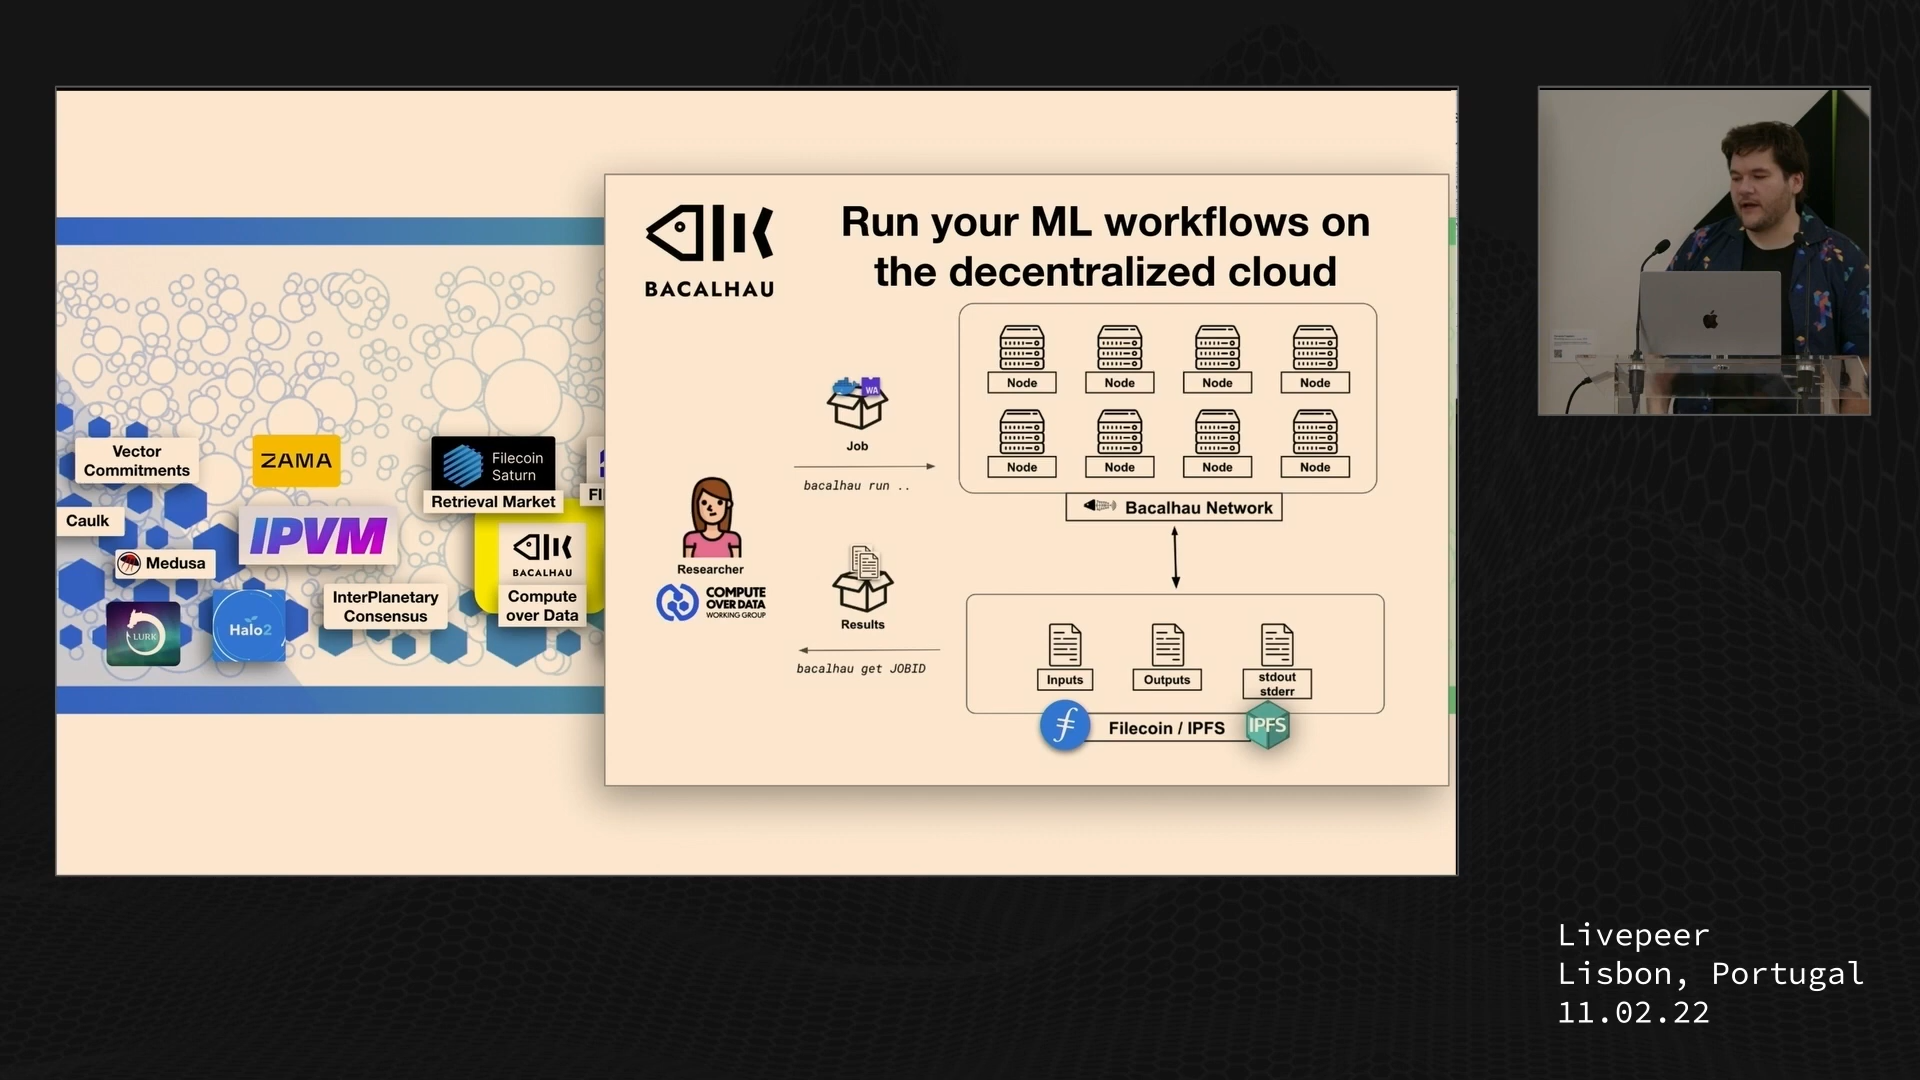 Vector
Commitments
Caulk
Medusa
LURK
ZAMA
IPVM
Halo2
InterPlanetary
Consensus
Filecoin
Saturn
Retrieval Market
BACALHAU
Compute
over Data
BACALHAU
Run your ML workflows on
the decentralized cloud
WA
Job
bacalhau run ..
Researcher
COMPUTE
OVER DATA
WORKING GROUP
Results
bacalhau get JOBID
Node
Node
Node
Node
Node
Node
Node
Node
Bacalhau Network
Inputs
Outputs
stdout
stderr
Filecoin / IPFS
IPFS
Livepeer
Lisbon, Portugal
11.02.22